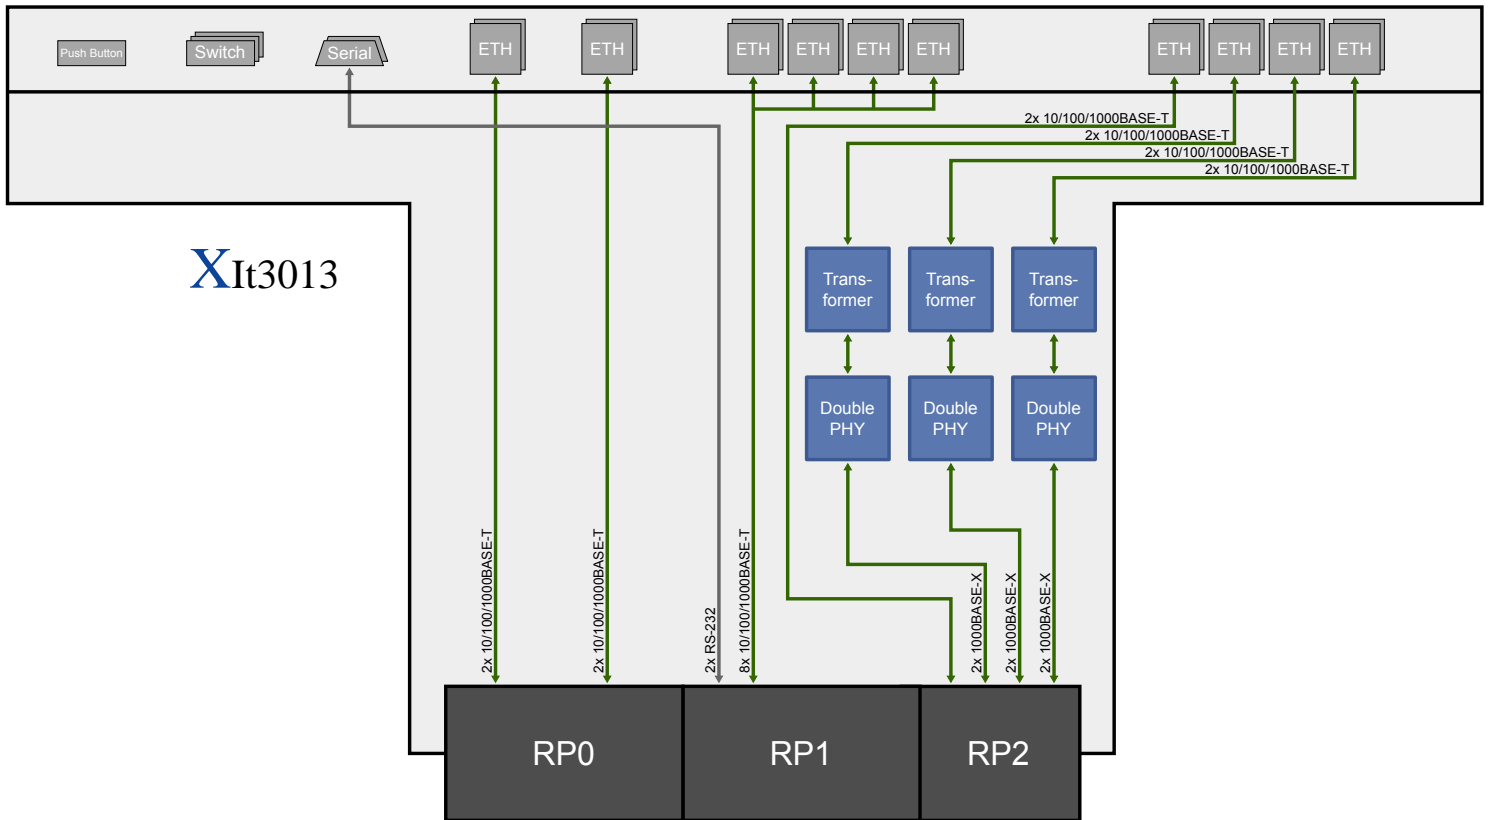 Push Button
Switch
Serial
ETH
ETH
ETH
ETH
ETH
ETH
ETH
ETH
ETH
ETH
2x 10/100/1000BASE-T
2x 10/100/1000BASE-T
2x 10/100/1000BASE-T
2x 10/100/1000BASE-T
XIt3013
Trans-
former
Trans-
former
Trans-
former
Double
PHY
Double
PHY
Double
PHY
2x 10/100/1000BASE-T
2x 10/100/1000BASE-T
2x RS-232
8x 10/100/1000BASE-T
2x 1000BASE-X
2x 1000BASE-X
2x 1000BASE-X
RP0
RP1
RP2